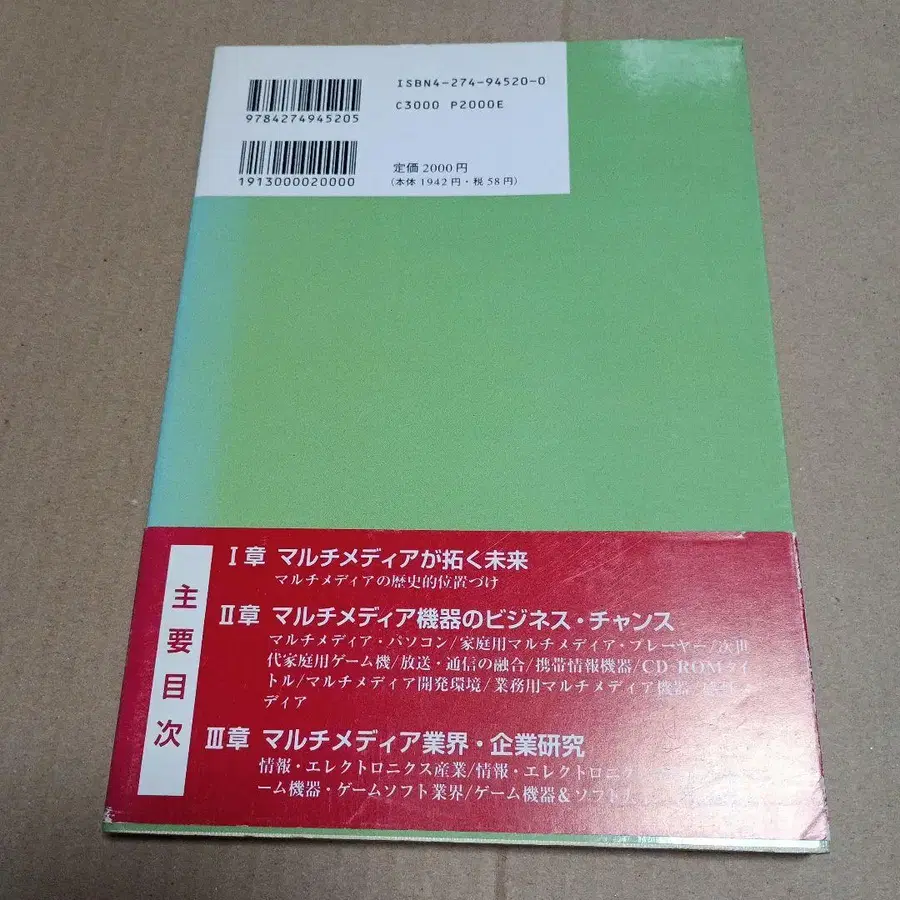 ISBN4-274-94520-0
C3000 P2000E
9784274945205
1913000020000
定価2000円
(本体 1942円・税 58円)
主要目次
Ⅰ章 マルチメディアが拓く未来
マルチメディアの歴史的位置づけ
Ⅱ章 マルチメディア機器のビジネス・チャンス
マルチメディア・パソコン/家庭用マルチメディア・プレーヤー/次世
代家庭用ゲーム機/放送・通信の融合/携帯情報機器/CD-ROMタイ
トル/マルチメディア開発環境/業務用マルチメディア機器
ディア
Ⅲ章 マルチメディア業界・企業研究
情報・エレクトロニクス産業/情報・エレクトロニク
ーム機器・ゲームソフト業界/ゲーム機器&ソフト